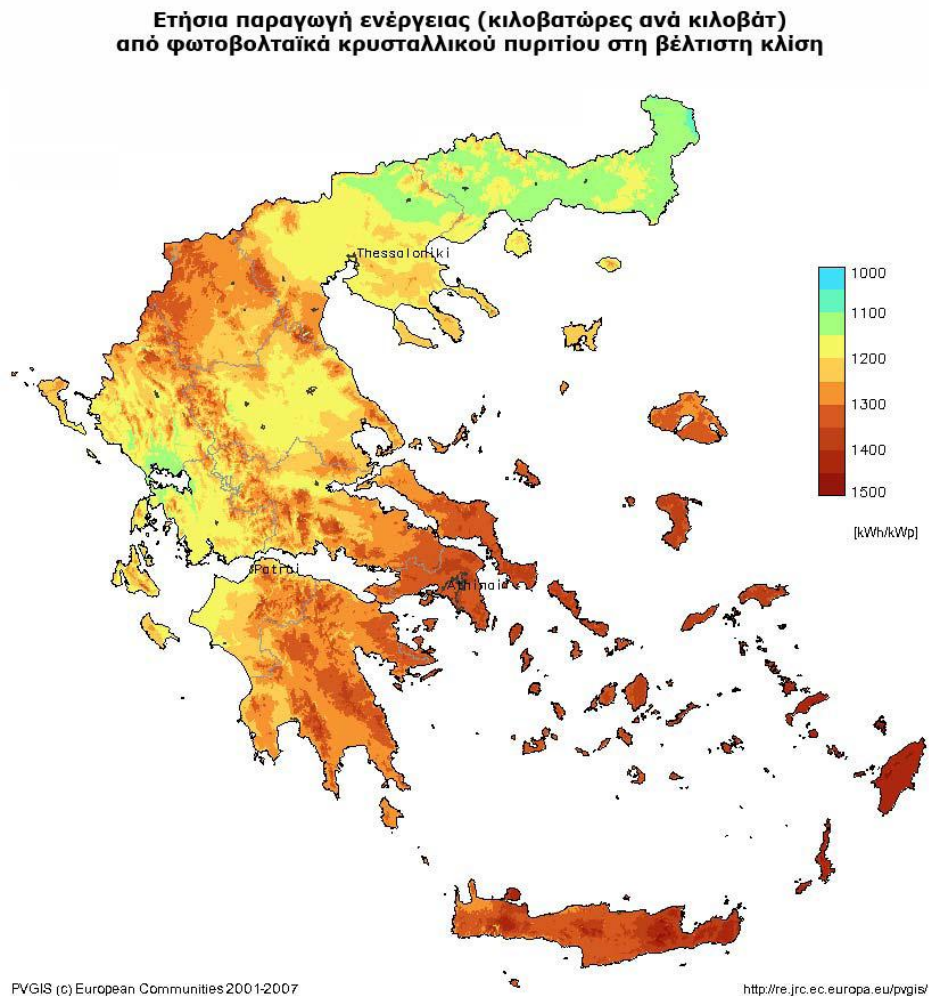 Ετήσια παραγωγή ενέργειας (κιλοβατώρες ανά κιλοβάτ)
από φωτοβολταϊκά κρυσταλλικού πυριτίου στη βέλτιστη κλίση
Thessaloniki
1000
1100
1200
1300
1400
1500
[kWh/kWp]
Patrai
Athinai
PVGIS (c) European Communities 2001-2007
http://re.jrc.ec.europa.eu/pvgis/